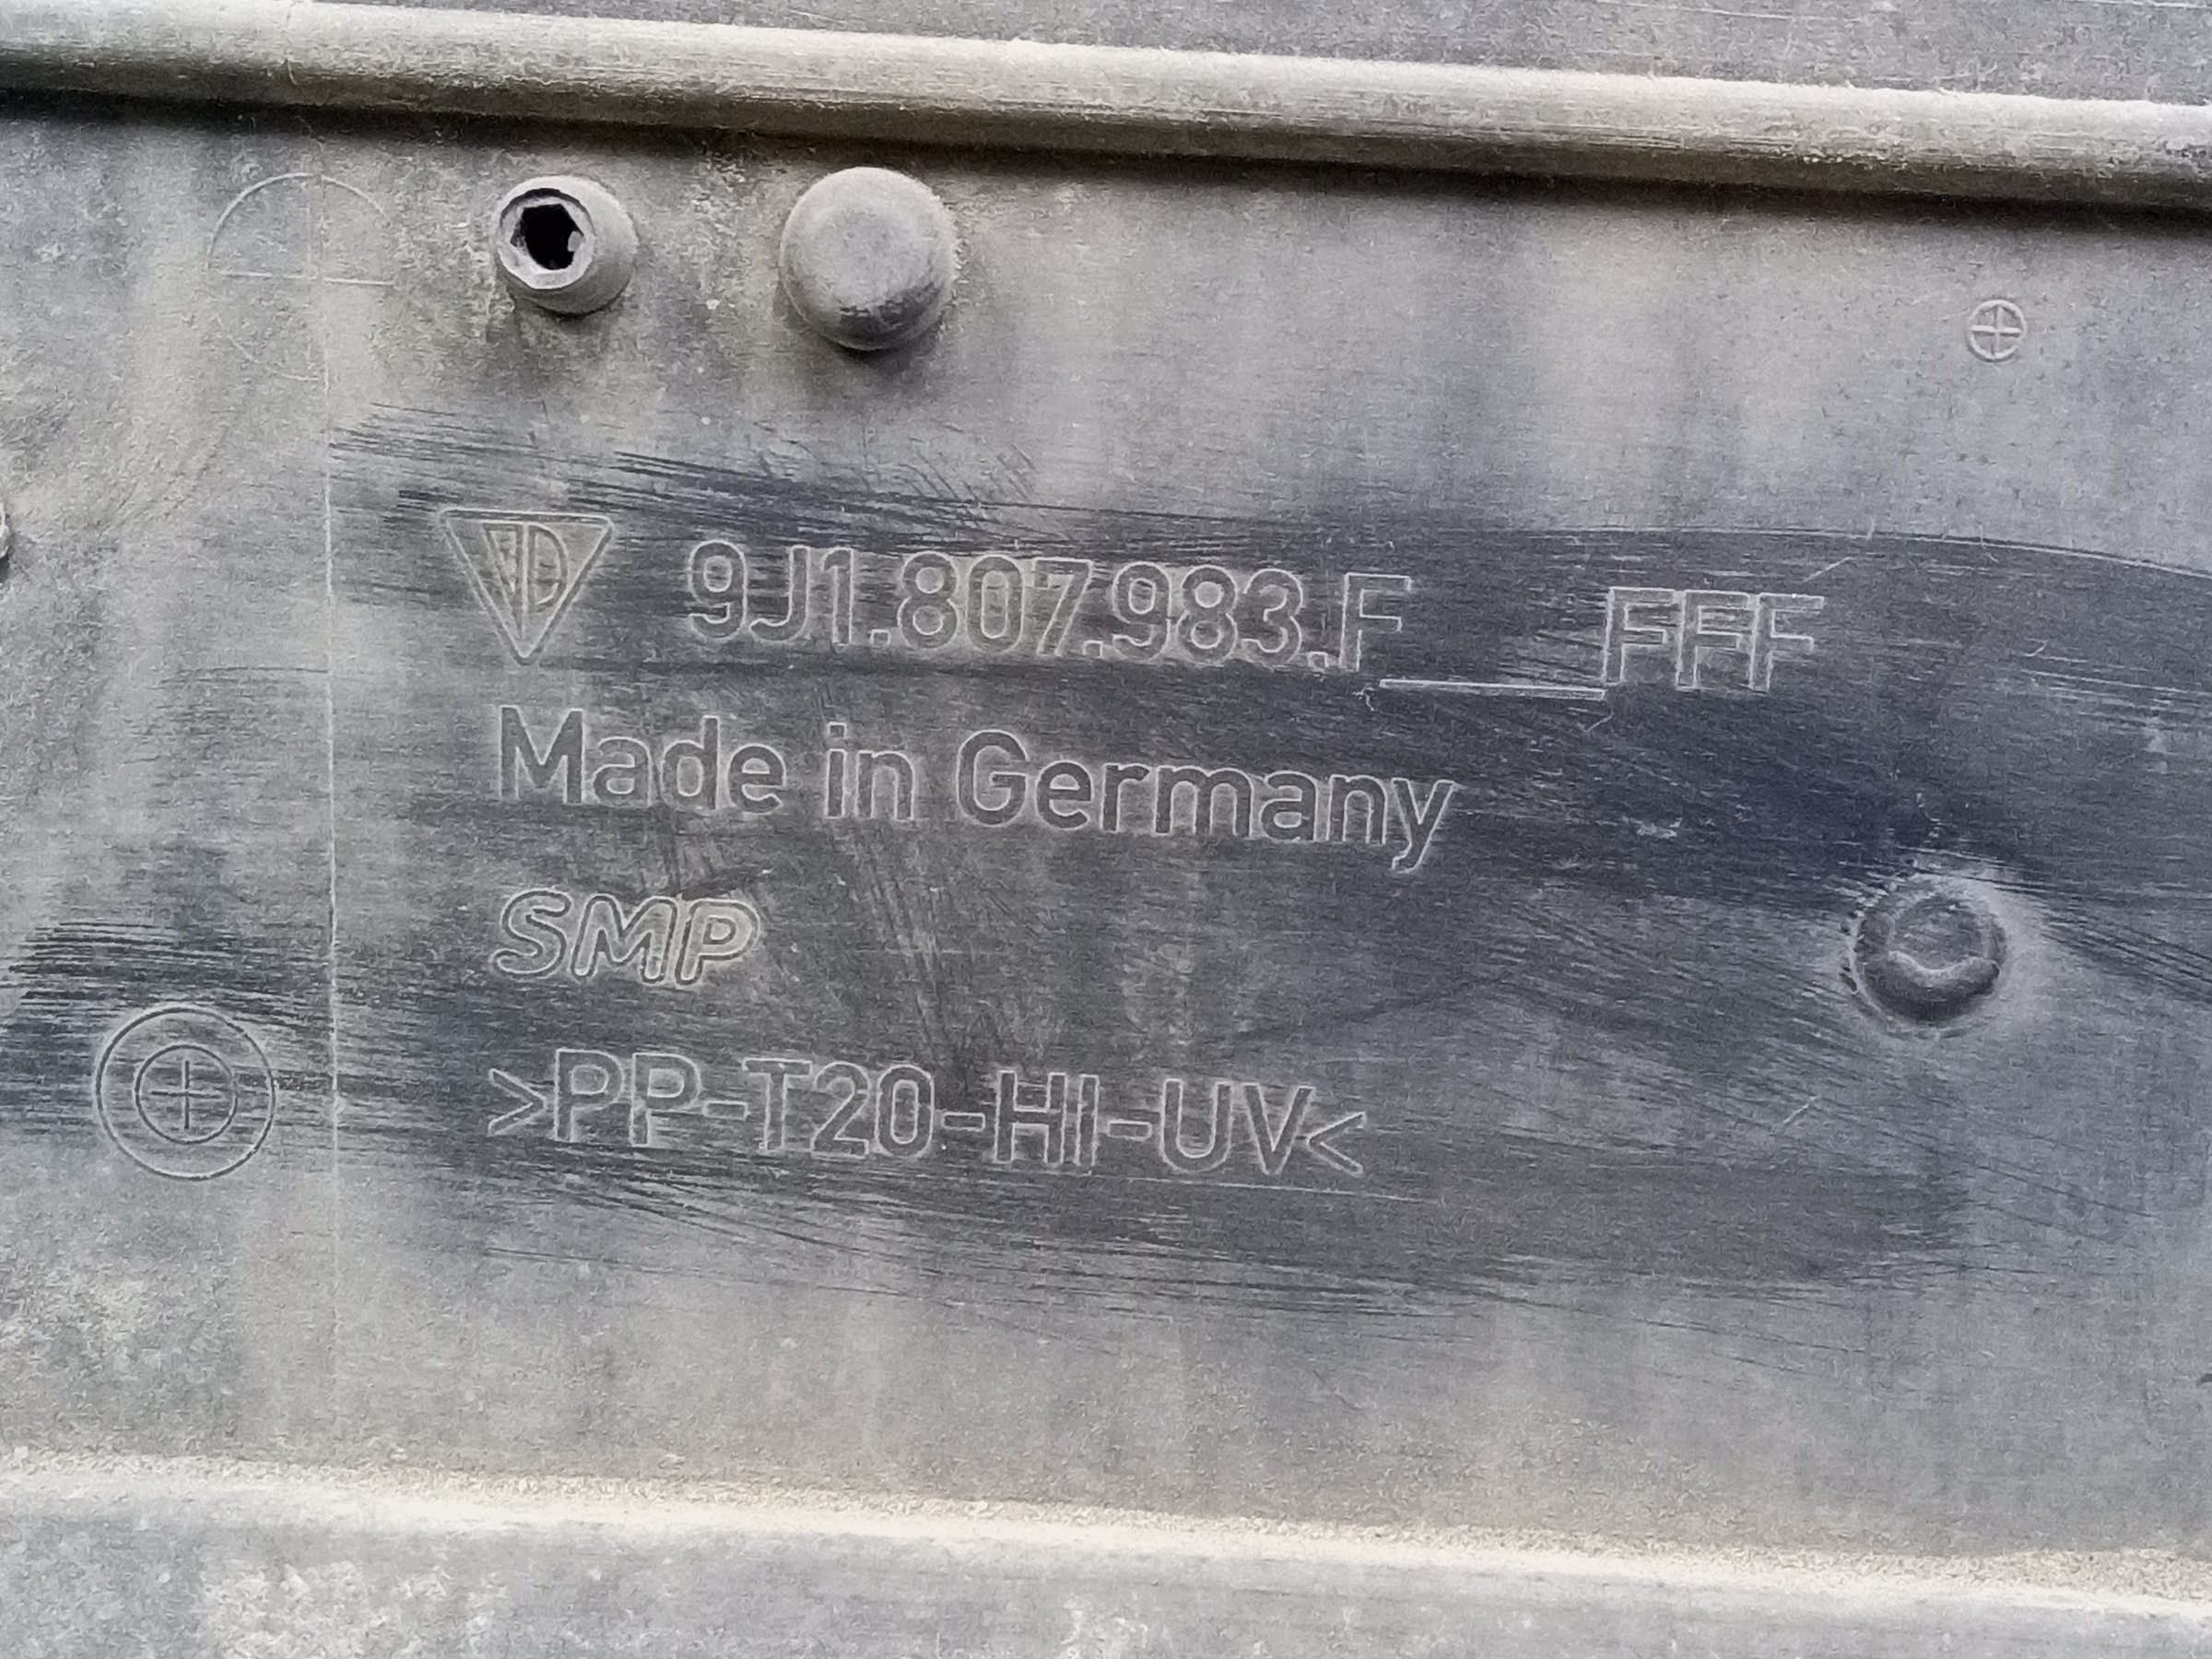 9J1.807.983.F___FFF
Made in Germany
SMP
>PP-T20-HI-UV<